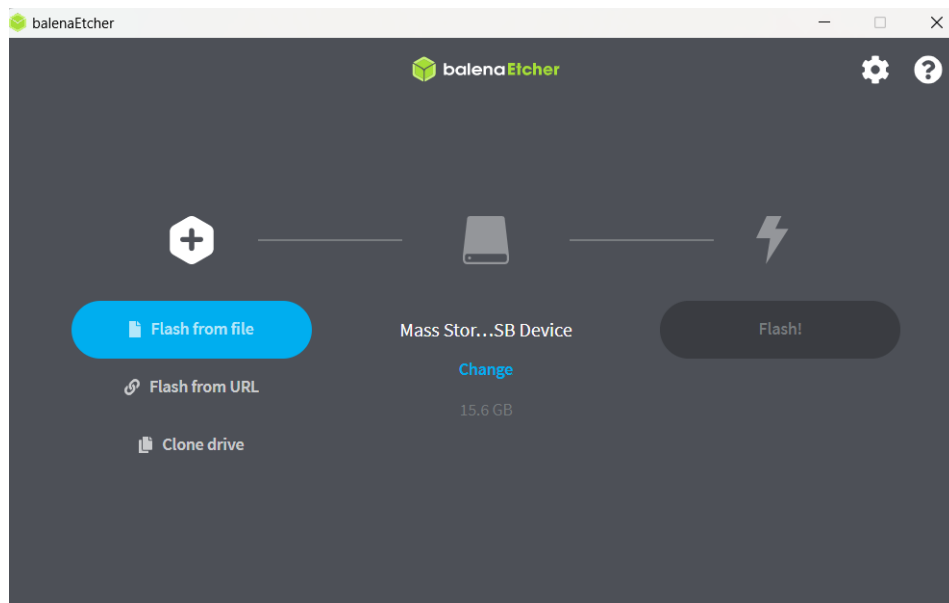 balenaEtcher
balenaEtcher
Flash from file
Mass Stor...SB Device
Flash!
Change
Flash from URL
15.6 GB
Clone drive